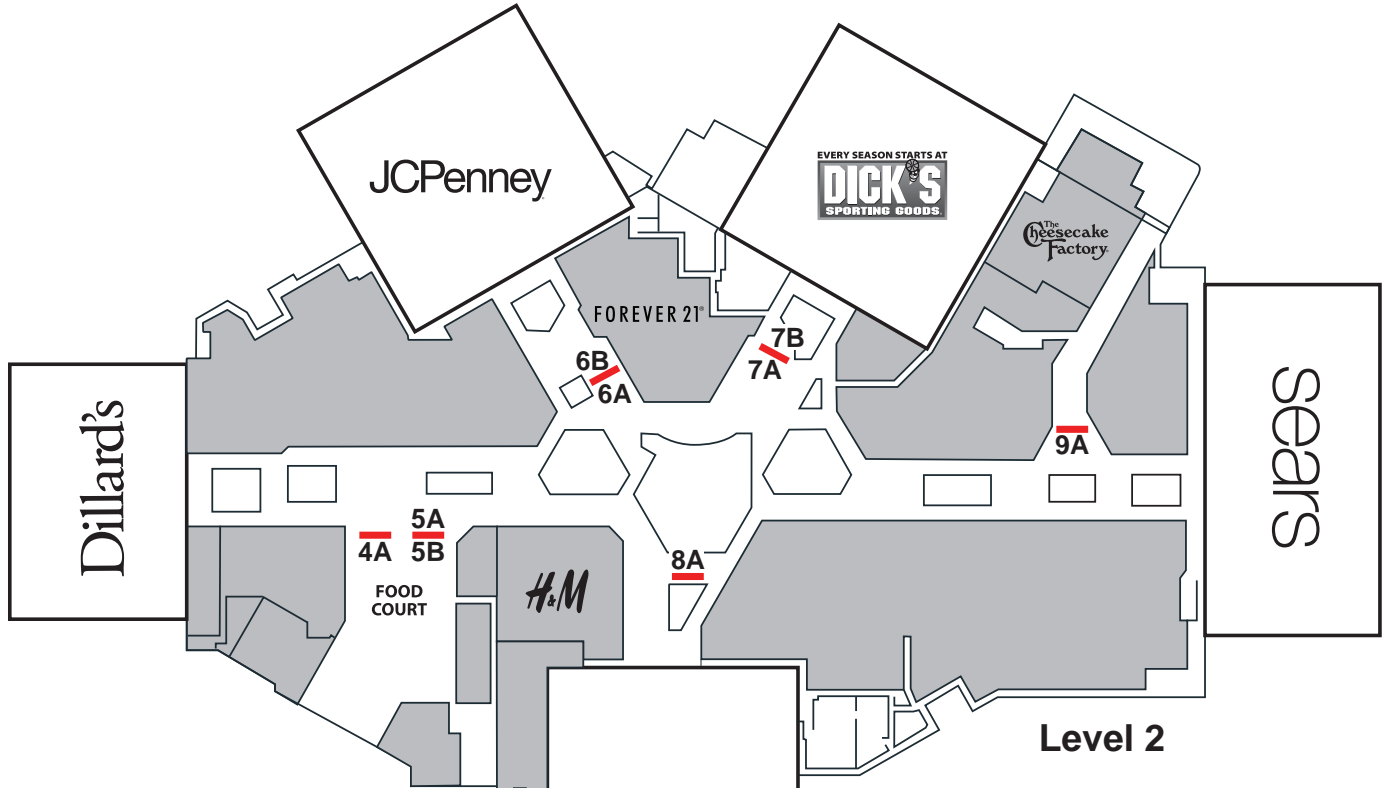 JCPenney
EVERY SEASON STARTS AT
DICK'S
SPORTING GOODS
The
Cheesecake
Factory
FOREVER 21
7B
7A
6B
6A
Dillard's
sears
9A
5A
4A
5B
8A
FOOD
COURT
H&M
Level 2